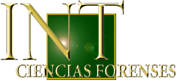 INT
CIENCIAS FORENSES